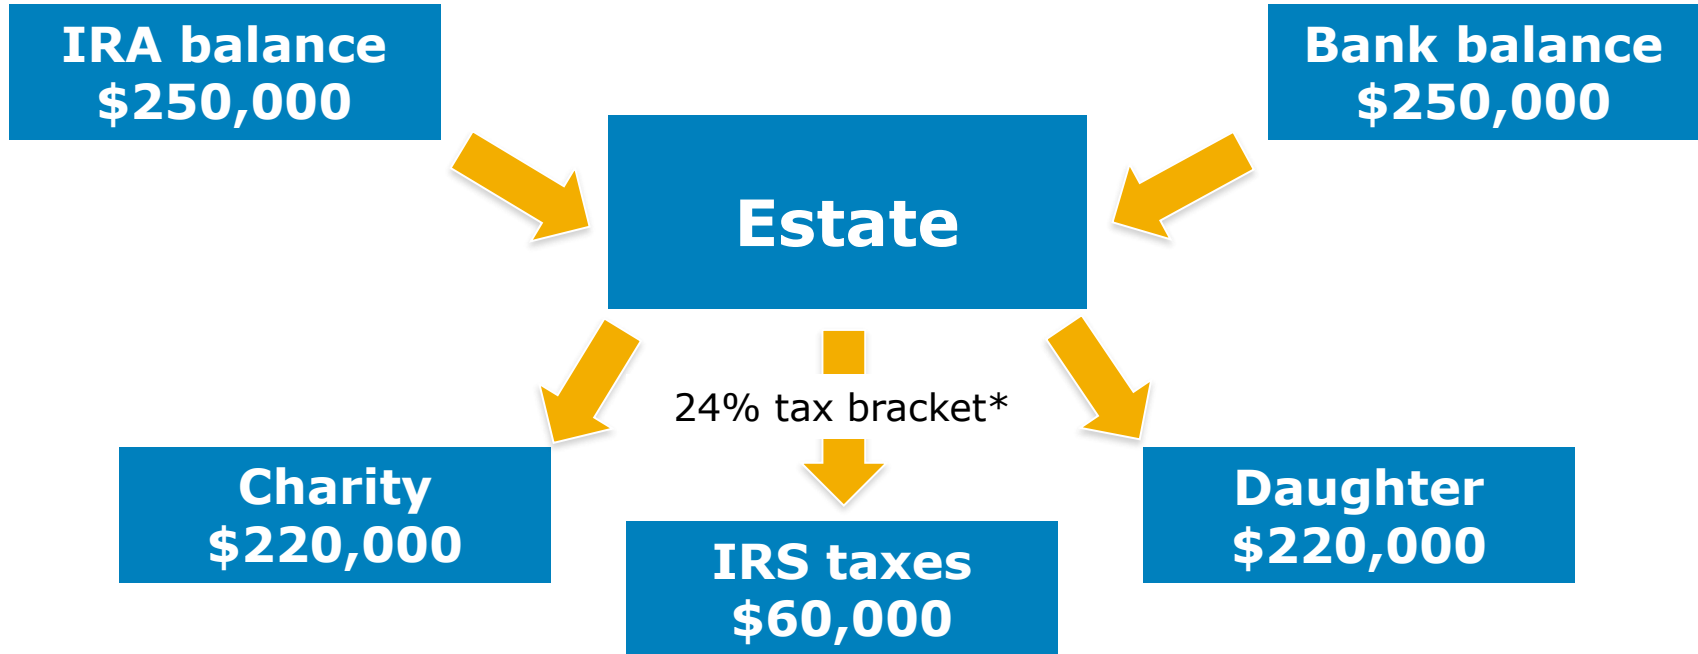 IRA balance
$250,000
Bank balance
$250,000
Estate
24% tax bracket*
Charity
$220,000
IRS taxes
$60,000
Daughter
$220,000